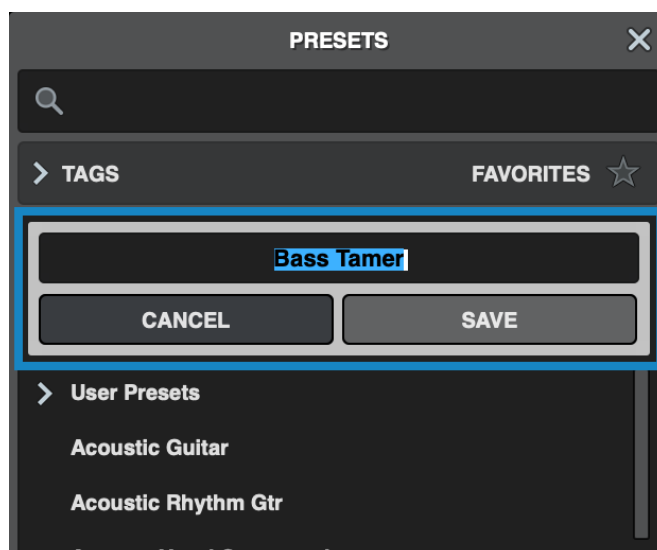 PRESETS
TAGS FAVORITES
Bass Tamer
CANCEL SAVE
User Presets
Acoustic Guitar
Acoustic Rhythm Gtr